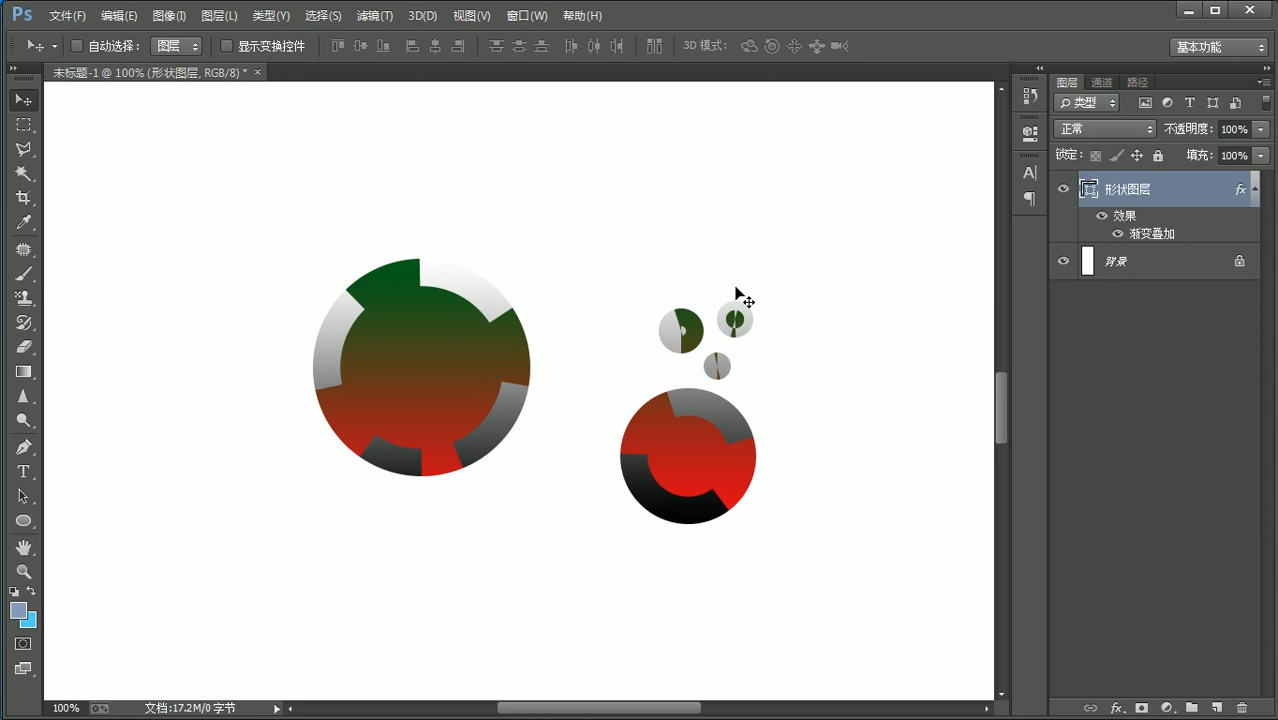 Ps 文件(F) 编辑(E) 图像(I) 图层(L) 类型(Y) 选择(S) 滤镜(T) 3D(D) 视图(V) 窗口(W) 帮助(H)
自动选择: 图层 显示变换控件 3D 模式: 基本功能
未标题-1 @ 100% (形状图层, RGB/8) * ×
图层 通道 路径
类型
正常 不透明度: 100%
锁定: 填充: 100%
形状图层 fx
效果
渐变叠加
背景
100% 文档:17.2M/0 字节